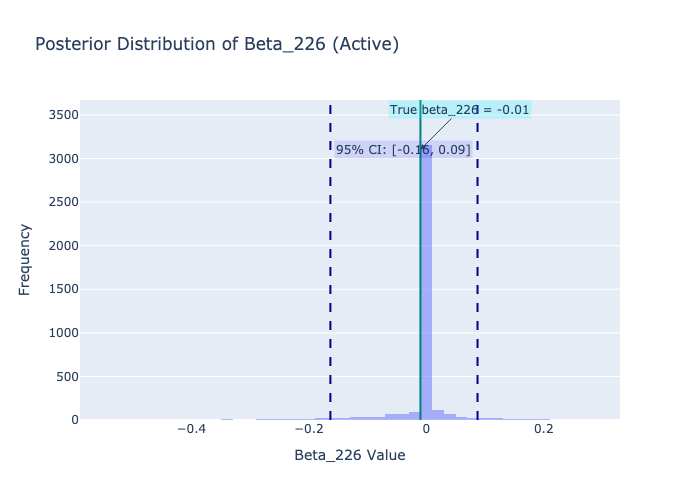 Posterior Distribution of Beta_226 (Active)
True beta_226 = -0.01
95% CI: [-0.16, 0.09]
3500
3000
2500
2000
1500
1000
500
0
Frequency
−0.4
−0.2
0
0.2
Beta_226 Value